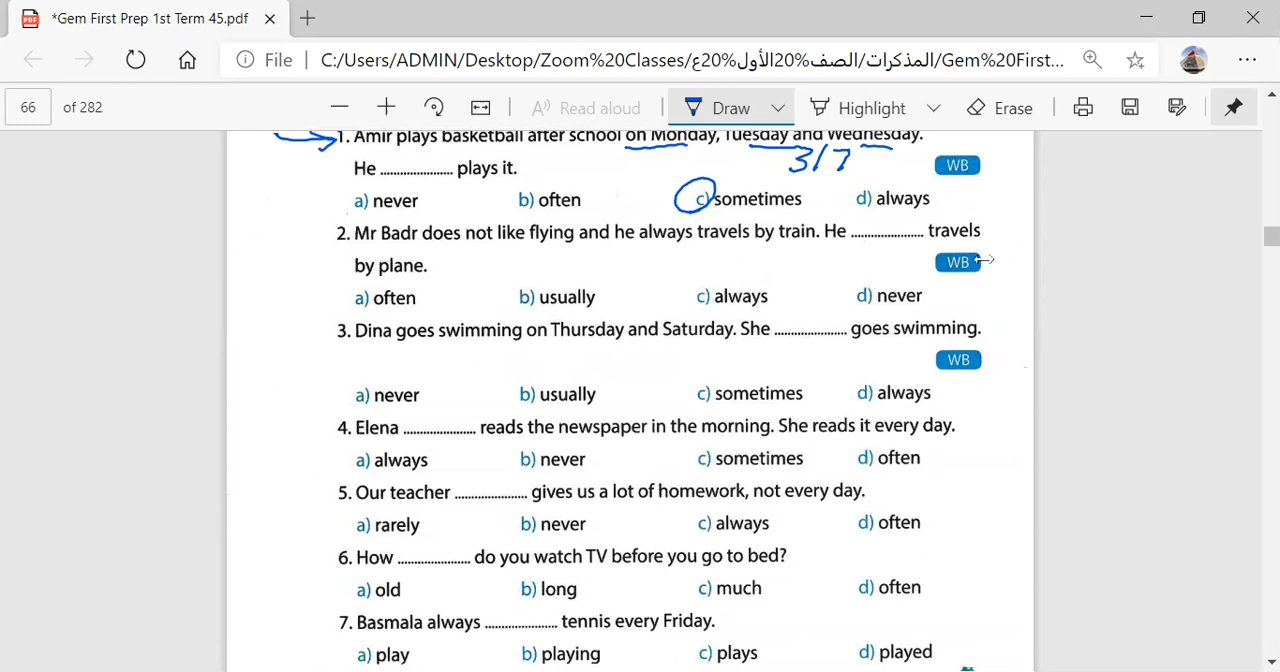 *Gem First Prep 1st Term 45.pdf
File C:/Users/ADMIN/Desktop/Zoom%20Classes/المذكرات/الصف%20الأول%20ع/Gem%20First...
66 of 282 Read aloud Draw Highlight Erase
1. Amir plays basketball after school on Monday, Tuesday and Wednesday.
3/7
He ...................... plays it. WB
a) never b) often c) sometimes d) always
2. Mr Badr does not like flying and he always travels by train. He ...................... travels
by plane. WB
a) often b) usually c) always d) never
3. Dina goes swimming on Thursday and Saturday. She ...................... goes swimming.
WB
a) never b) usually c) sometimes d) always
4. Elena ...................... reads the newspaper in the morning. She reads it every day.
a) always b) never c) sometimes d) often
5. Our teacher ...................... gives us a lot of homework, not every day.
a) rarely b) never c) always d) often
6. How ...................... do you watch TV before you go to bed?
a) old b) long c) much d) often
7. Basmala always ...................... tennis every Friday.
a) play b) playing c) plays d) played